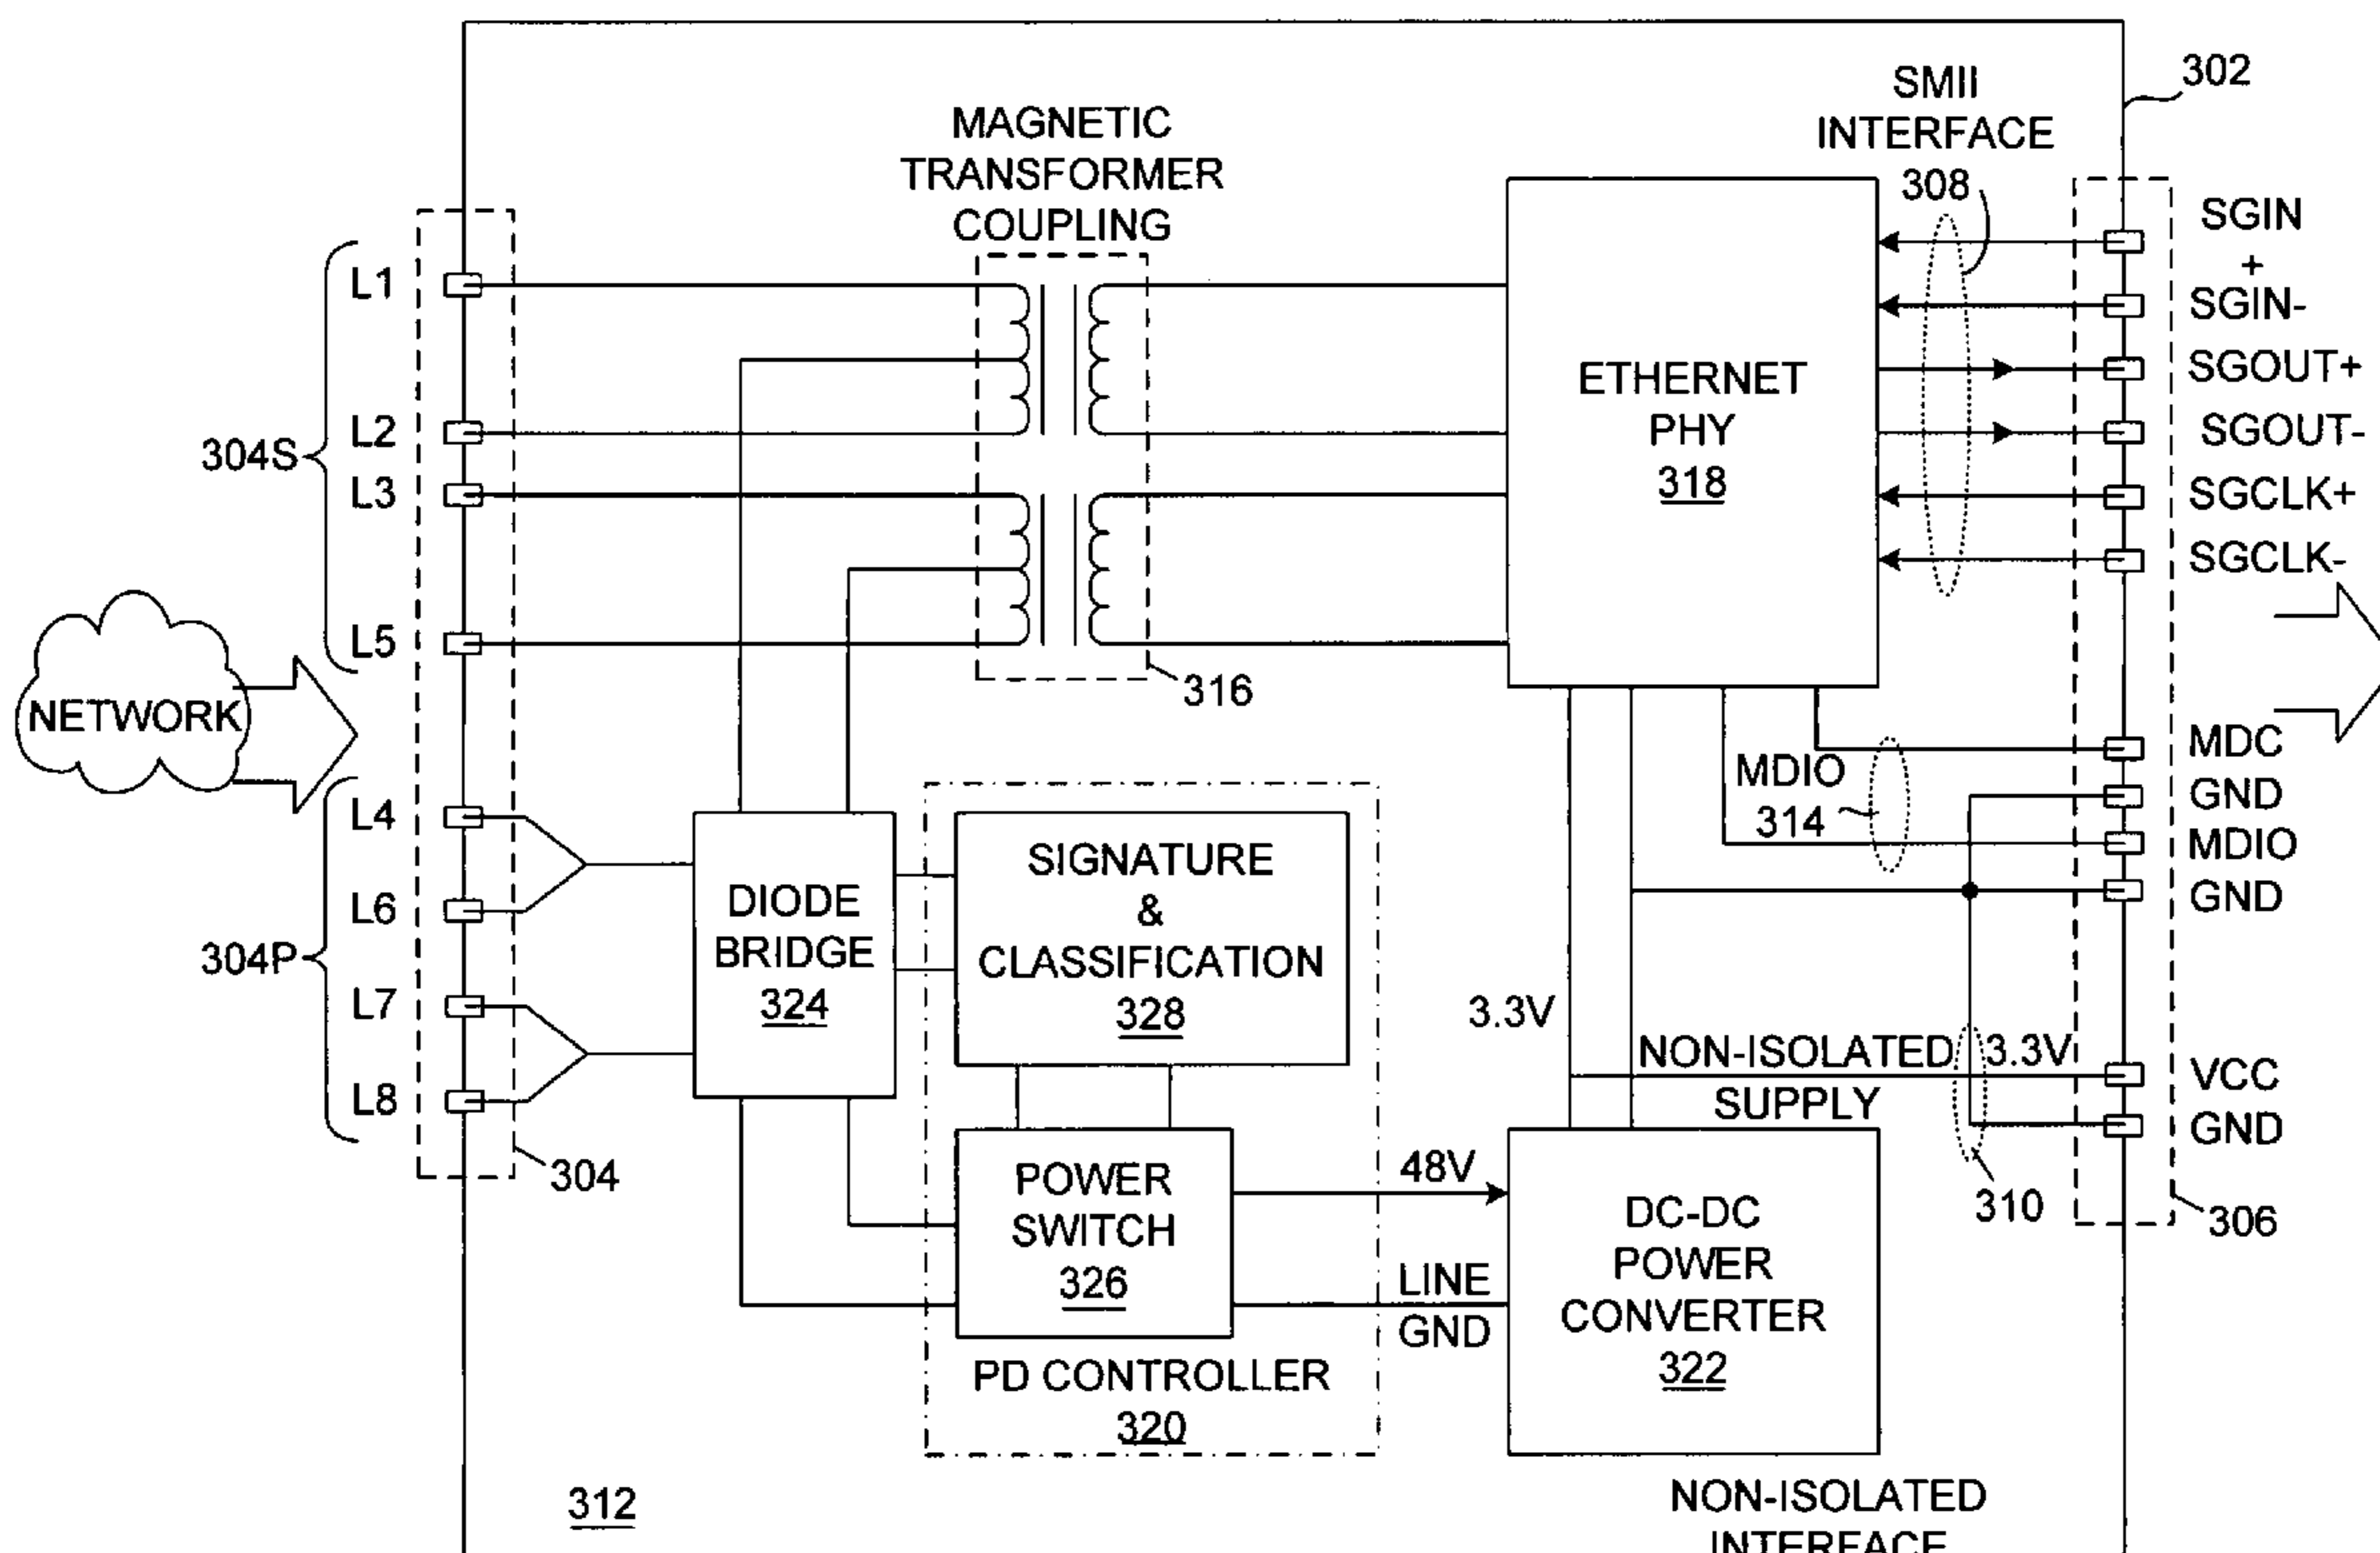 302
SMII
INTERFACE
308
MAGNETIC
TRANSFORMER
COUPLING
316
304S
L1
L2
L3
L5
NETWORK
304P
L4
L6
L7
L8
304
ETHERNET
PHY
318
SGIN
+
SGIN-
SGOUT+
SGOUT-
SGCLK+
SGCLK-
MDC
GND
MDIO
GND
MDIO
314
DIODE
BRIDGE
324
SIGNATURE
&
CLASSIFICATION
328
3.3V
NON-ISOLATED
SUPPLY
3.3V
VCC
GND
310
306
POWER
SWITCH
326
48V
LINE
GND
PD CONTROLLER
320
DC-DC
POWER
CONVERTER
322
312
NON-ISOLATED
INTERFACE